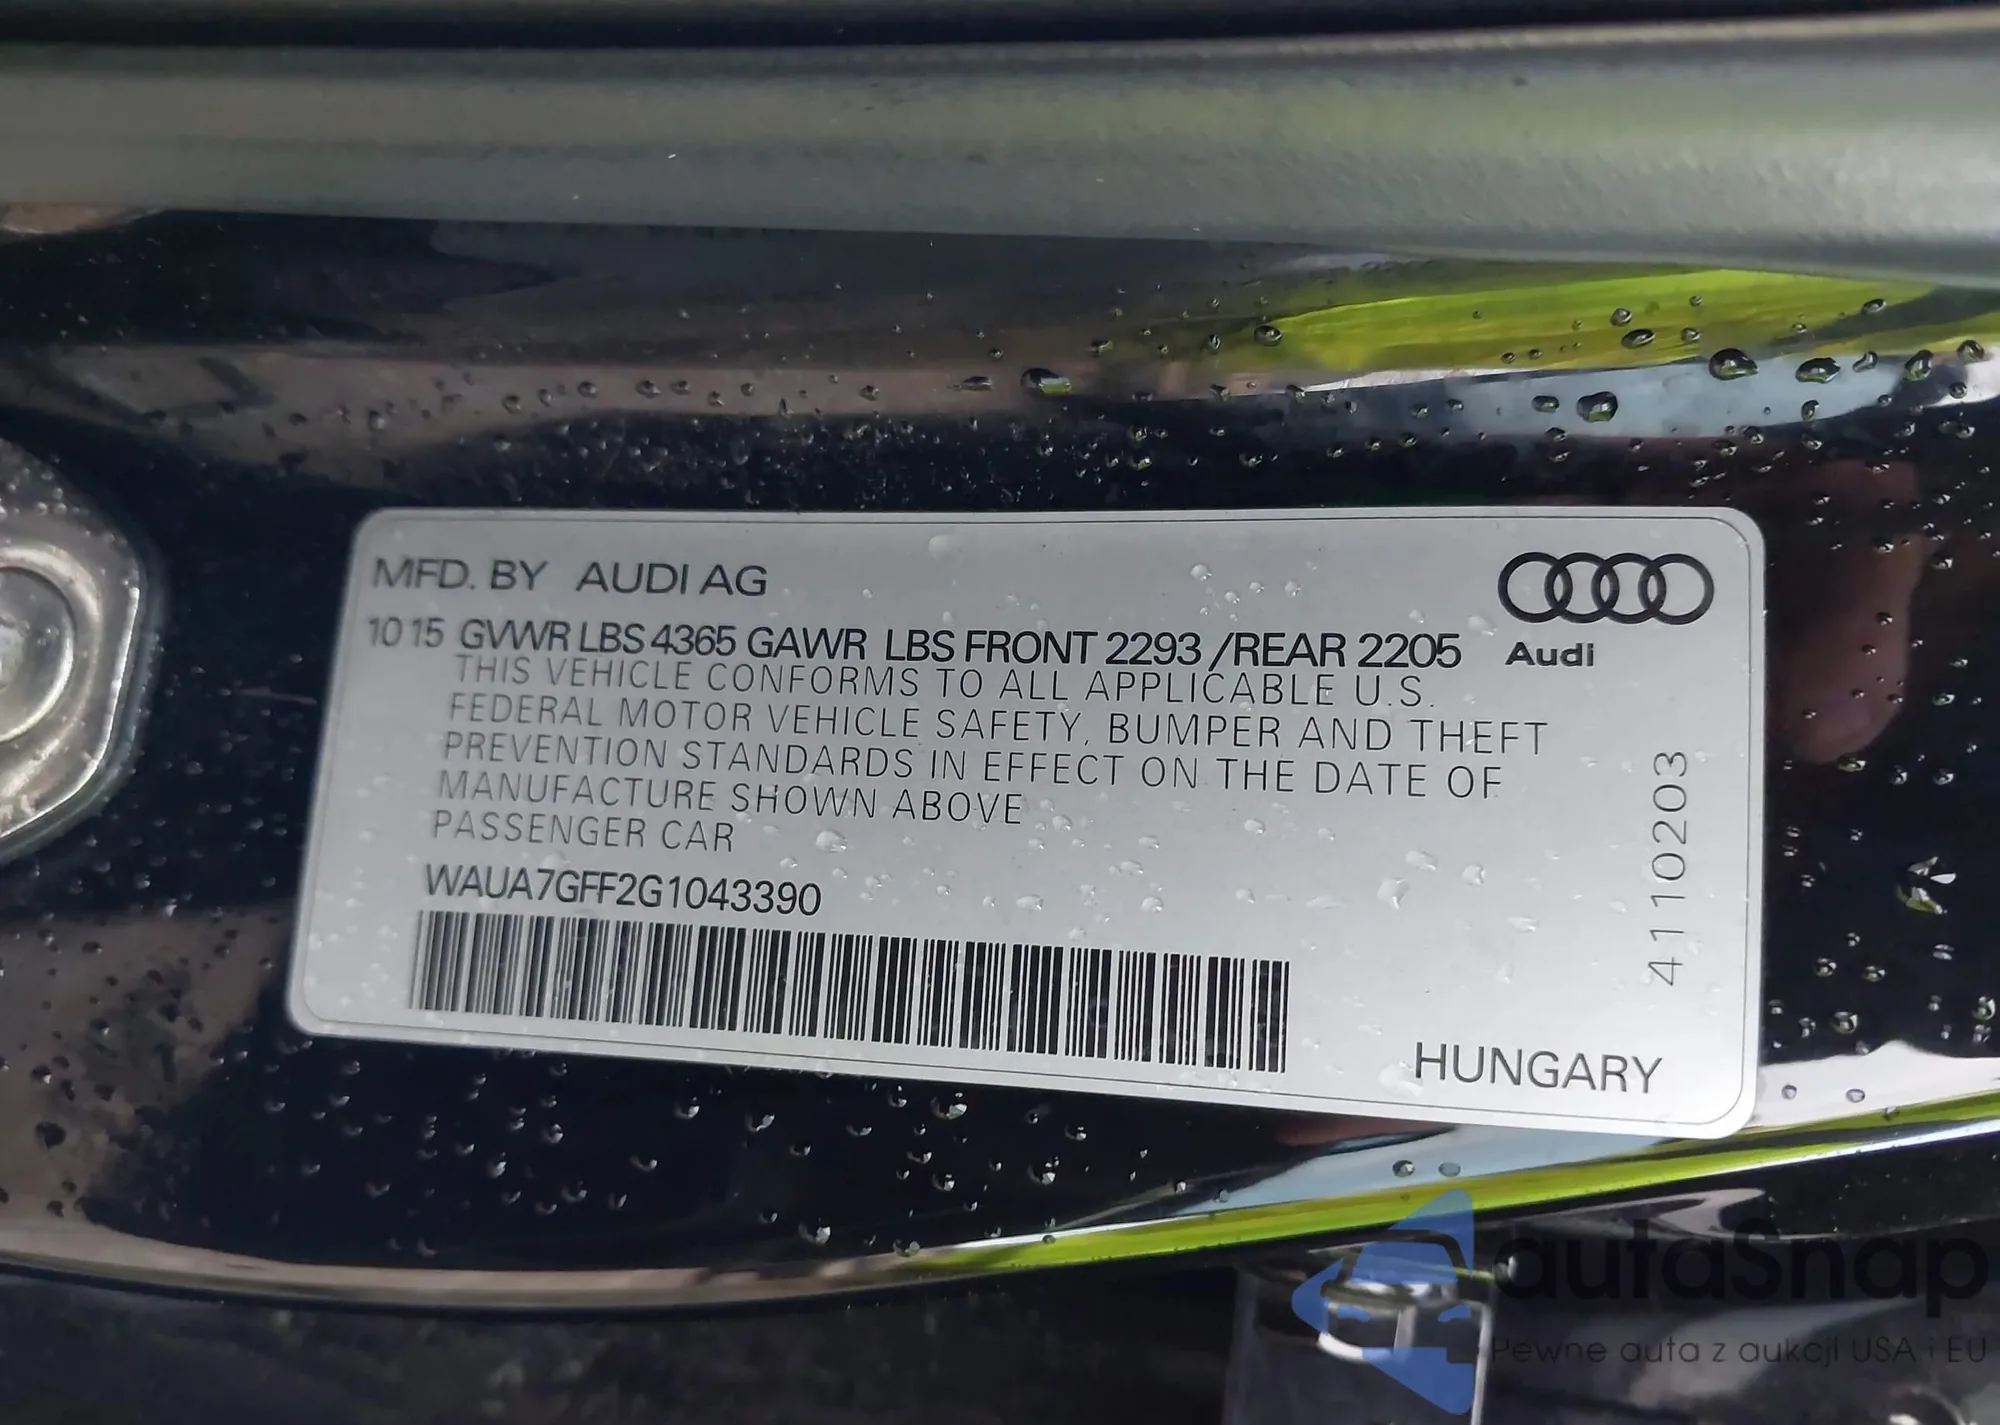 MFD. BY AUDI AG
10 15 GVWR LBS 4365 GAWR LBS FRONT 2293 /REAR 2205
Audi
THIS VEHICLE CONFORMS TO ALL APPLICABLE U.S.
FEDERAL MOTOR VEHICLE SAFETY, BUMPER AND THEFT
PREVENTION STANDARDS IN EFFECT ON THE DATE OF
MANUFACTURE SHOWN ABOVE
PASSENGER CAR
WAUA7GFF2G1043390
4110203
HUNGARY
autaSnap
Pewne auta z aukcji USA i EU